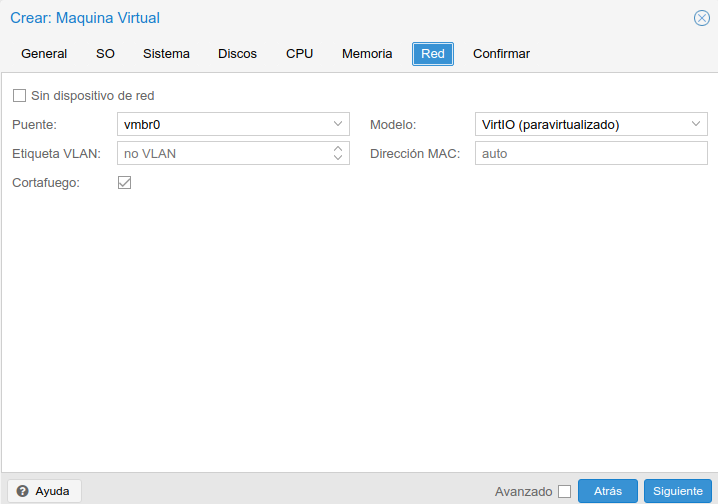 Crear: Maquina Virtual
General SO Sistema Discos CPU Memoria Red Confirmar
Sin dispositivo de red
Puente: vmbr0 Modelo: VirtIO (paravirtualizado)
Etiqueta VLAN: no VLAN Dirección MAC: auto
Cortafuego:
Ayuda Avanzado Atrás Siguiente